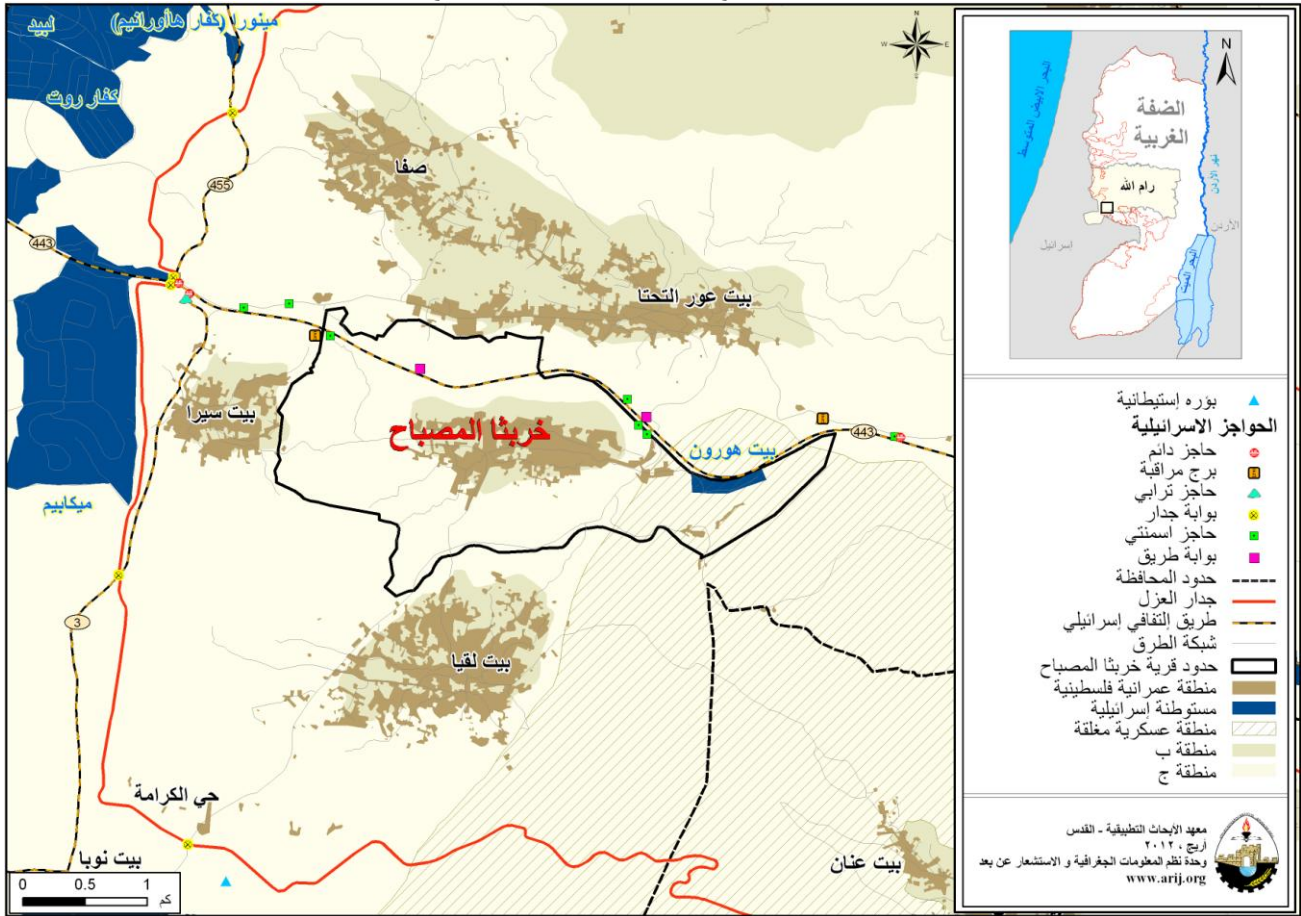 مينورا (كفار هاأورانيم)
لبيد
كفار روت
صفا
455
443
بيت عور التحتا
بيت سيرا
خربثا المصباح
بيت هورون
443
ميكابيم
3
بيت لقيا
حي الكرامة
بيت نوبا
بيت عنان
0 0.5 1
كم
N
W E
S
N
البحر الابيض المتوسط
الضفة
الغربية
رام الله
نهر الأردن
الأردن
إسرائيل
البحر الميت
بؤره إستيطانية
الحواجز الاسرائيلية
حاجز دائم
برج مراقبة
حاجز ترابي
بوابة جدار
حاجز اسمنتي
بوابة طريق
حدود المحافظة
جدار العزل
طريق إلتفافي إسرائيلي
شبكة الطرق
حدود قرية خربثا المصباح
منطقة عمرانية فلسطينية
مستوطنة إسرائيلية
منطقة عسكرية مغلقة
منطقة ب
منطقة ج
معهد الأبحاث التطبيقية - القدس
أريج ، ٢٠١٢
وحدة نظم المعلومات الجغرافية و الاستشعار عن بعد
www.arij.org